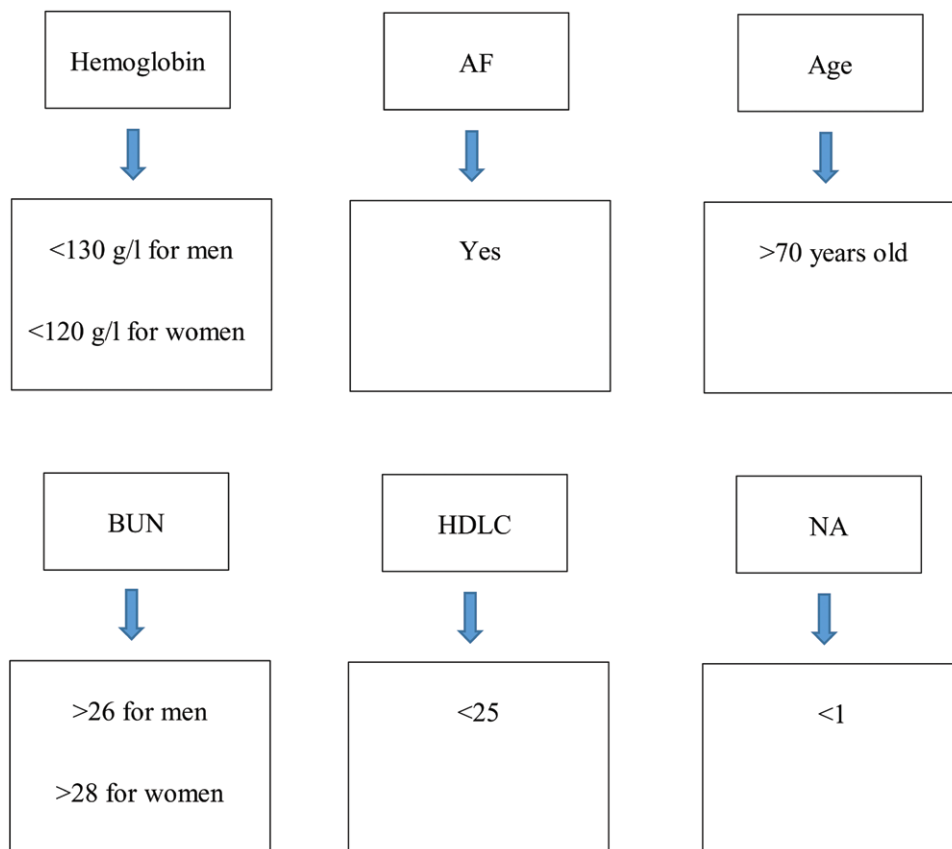 Hemoglobin
AF
Age
<130 g/l for men
<120 g/l for women
Yes
>70 years old
BUN
HDLC
NA
>26 for men
>28 for women
<25
<1